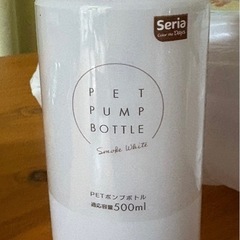 Seria
Color the Days
PET
PUMP
BOTTLE
Smoke White
PETポンプボトル
適応容量500ml